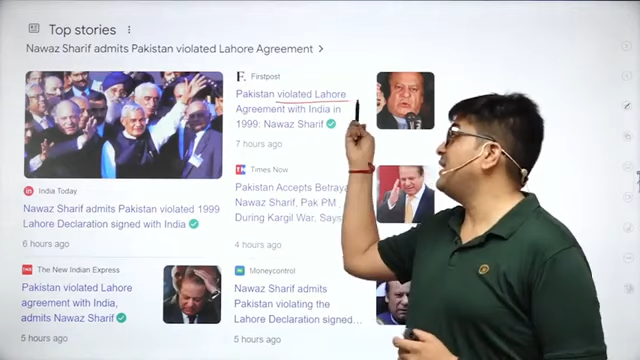 Top stories
Nawaz Sharif admits Pakistan violated Lahore Agreement >
India Today
Nawaz Sharif admits Pakistan violated 1999
Lahore Declaration signed with India
6 hours ago
F. Firstpost
Pakistan violated Lahore
Agreement with India in
1999: Nawaz Sharif
7 hours ago
TN Times Now
Pakistan Accepts
Nawaz Sharif, Pak PM
During Kargil War, Says
4 hours ago
The New Indian Express
Pakistan violated Lahore
agreement with India,
admits Nawaz Sharif
5 hours ago
Moneycontrol
Nawaz Sharif admits
Pakistan violating the
Lahore Declaration signed...
5 hours ago